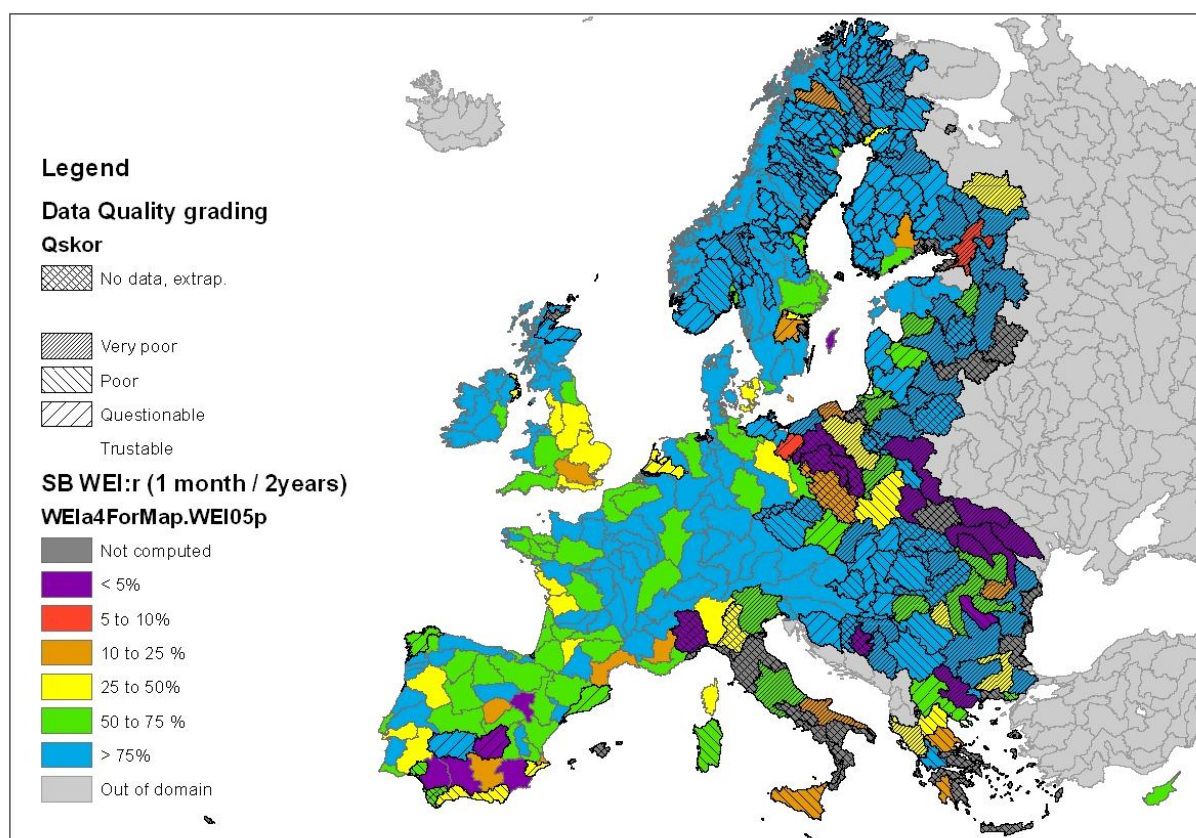 Legend
Data Quality grading
Qskor
No data, extrap.
Very poor
Poor
Questionable
Trustable
SB WEI:r (1 month / 2years)
WEIa4ForMap.WEI05p
Not computed
< 5%
5 to 10%
10 to 25 %
25 to 50%
50 to 75 %
> 75%
Out of domain